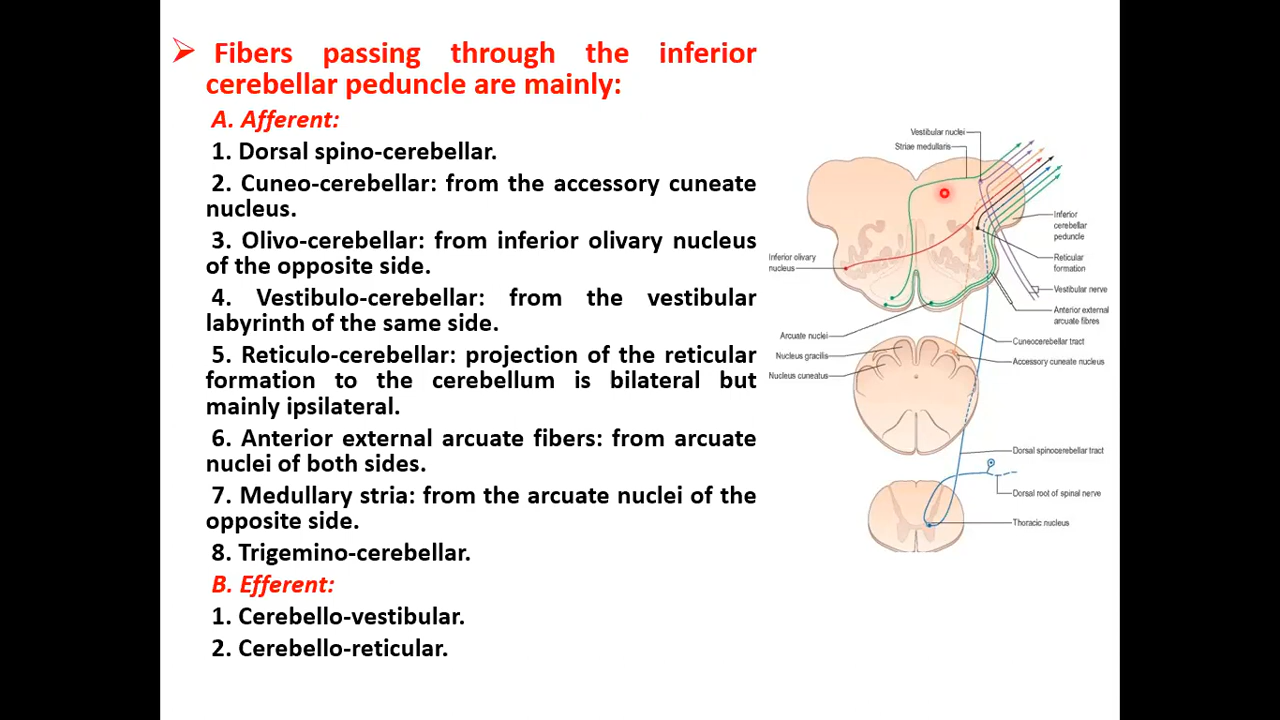 Fibers passing through the inferior
cerebellar peduncle are mainly:
A. Afferent:
1. Dorsal spino-cerebellar.
2. Cuneo-cerebellar: from the accessory cuneate
nucleus.
3. Olivo-cerebellar: from inferior olivary nucleus
of the opposite side.
4. Vestibulo-cerebellar: from the vestibular
labyrinth of the same side.
5. Reticulo-cerebellar: projection of the reticular
formation to the cerebellum is bilateral but
mainly ipsilateral.
6. Anterior external arcuate fibers: from arcuate
nuclei of both sides.
7. Medullary stria: from the arcuate nuclei of the
opposite side.
8. Trigemino-cerebellar.
B. Efferent:
1. Cerebello-vestibular.
2. Cerebello-reticular.
Vestibular nuclei
Striae medullaris
Inferior
cerebellar
peduncle
Inferior olivary
nucleus
Reticular
formation
Vestibular nerve
Anterior external
arcuate fibres
Arcuate nuclei
Cuneocerebellar tract
Nucleus gracilis
Accessory cuneate nucleus
Nucleus cuneatus
Dorsal spinocerebellar tract
Dorsal root of spinal nerve
Thoracic nucleus